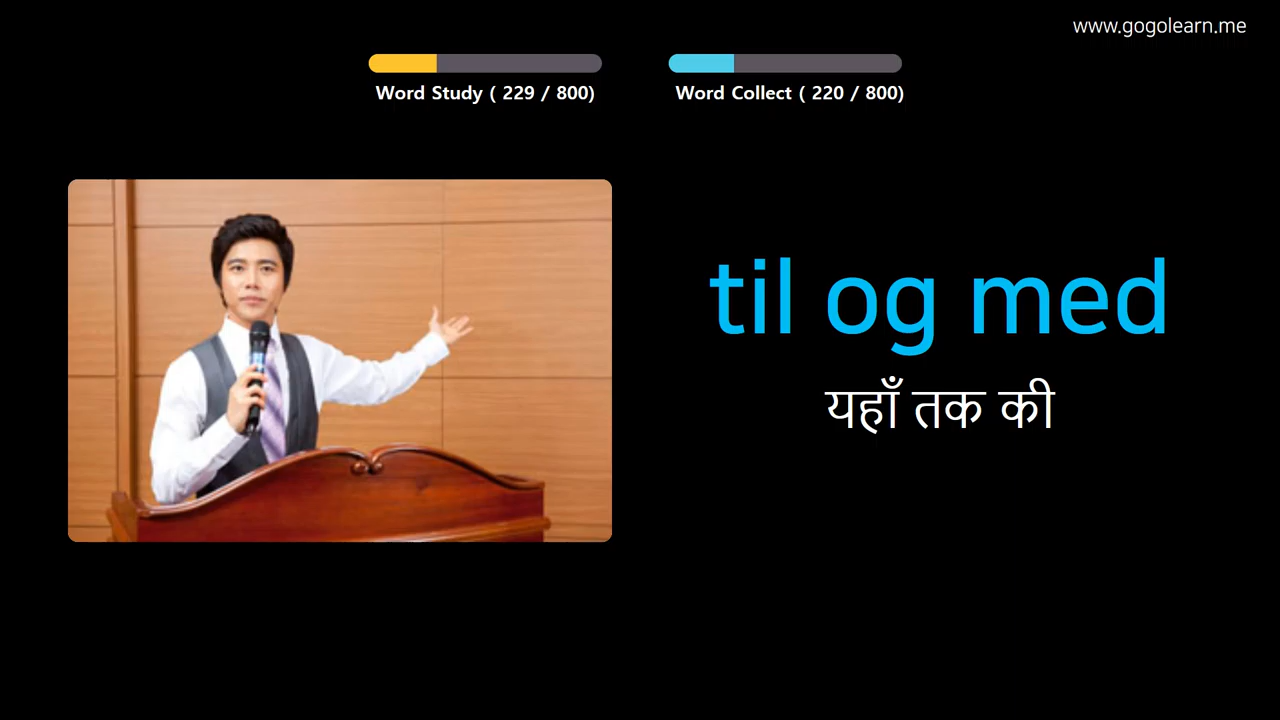 www.gogolearn.me
Word Study ( 229 / 800)
Word Collect ( 220 / 800)
til og med
यहाँ तक की